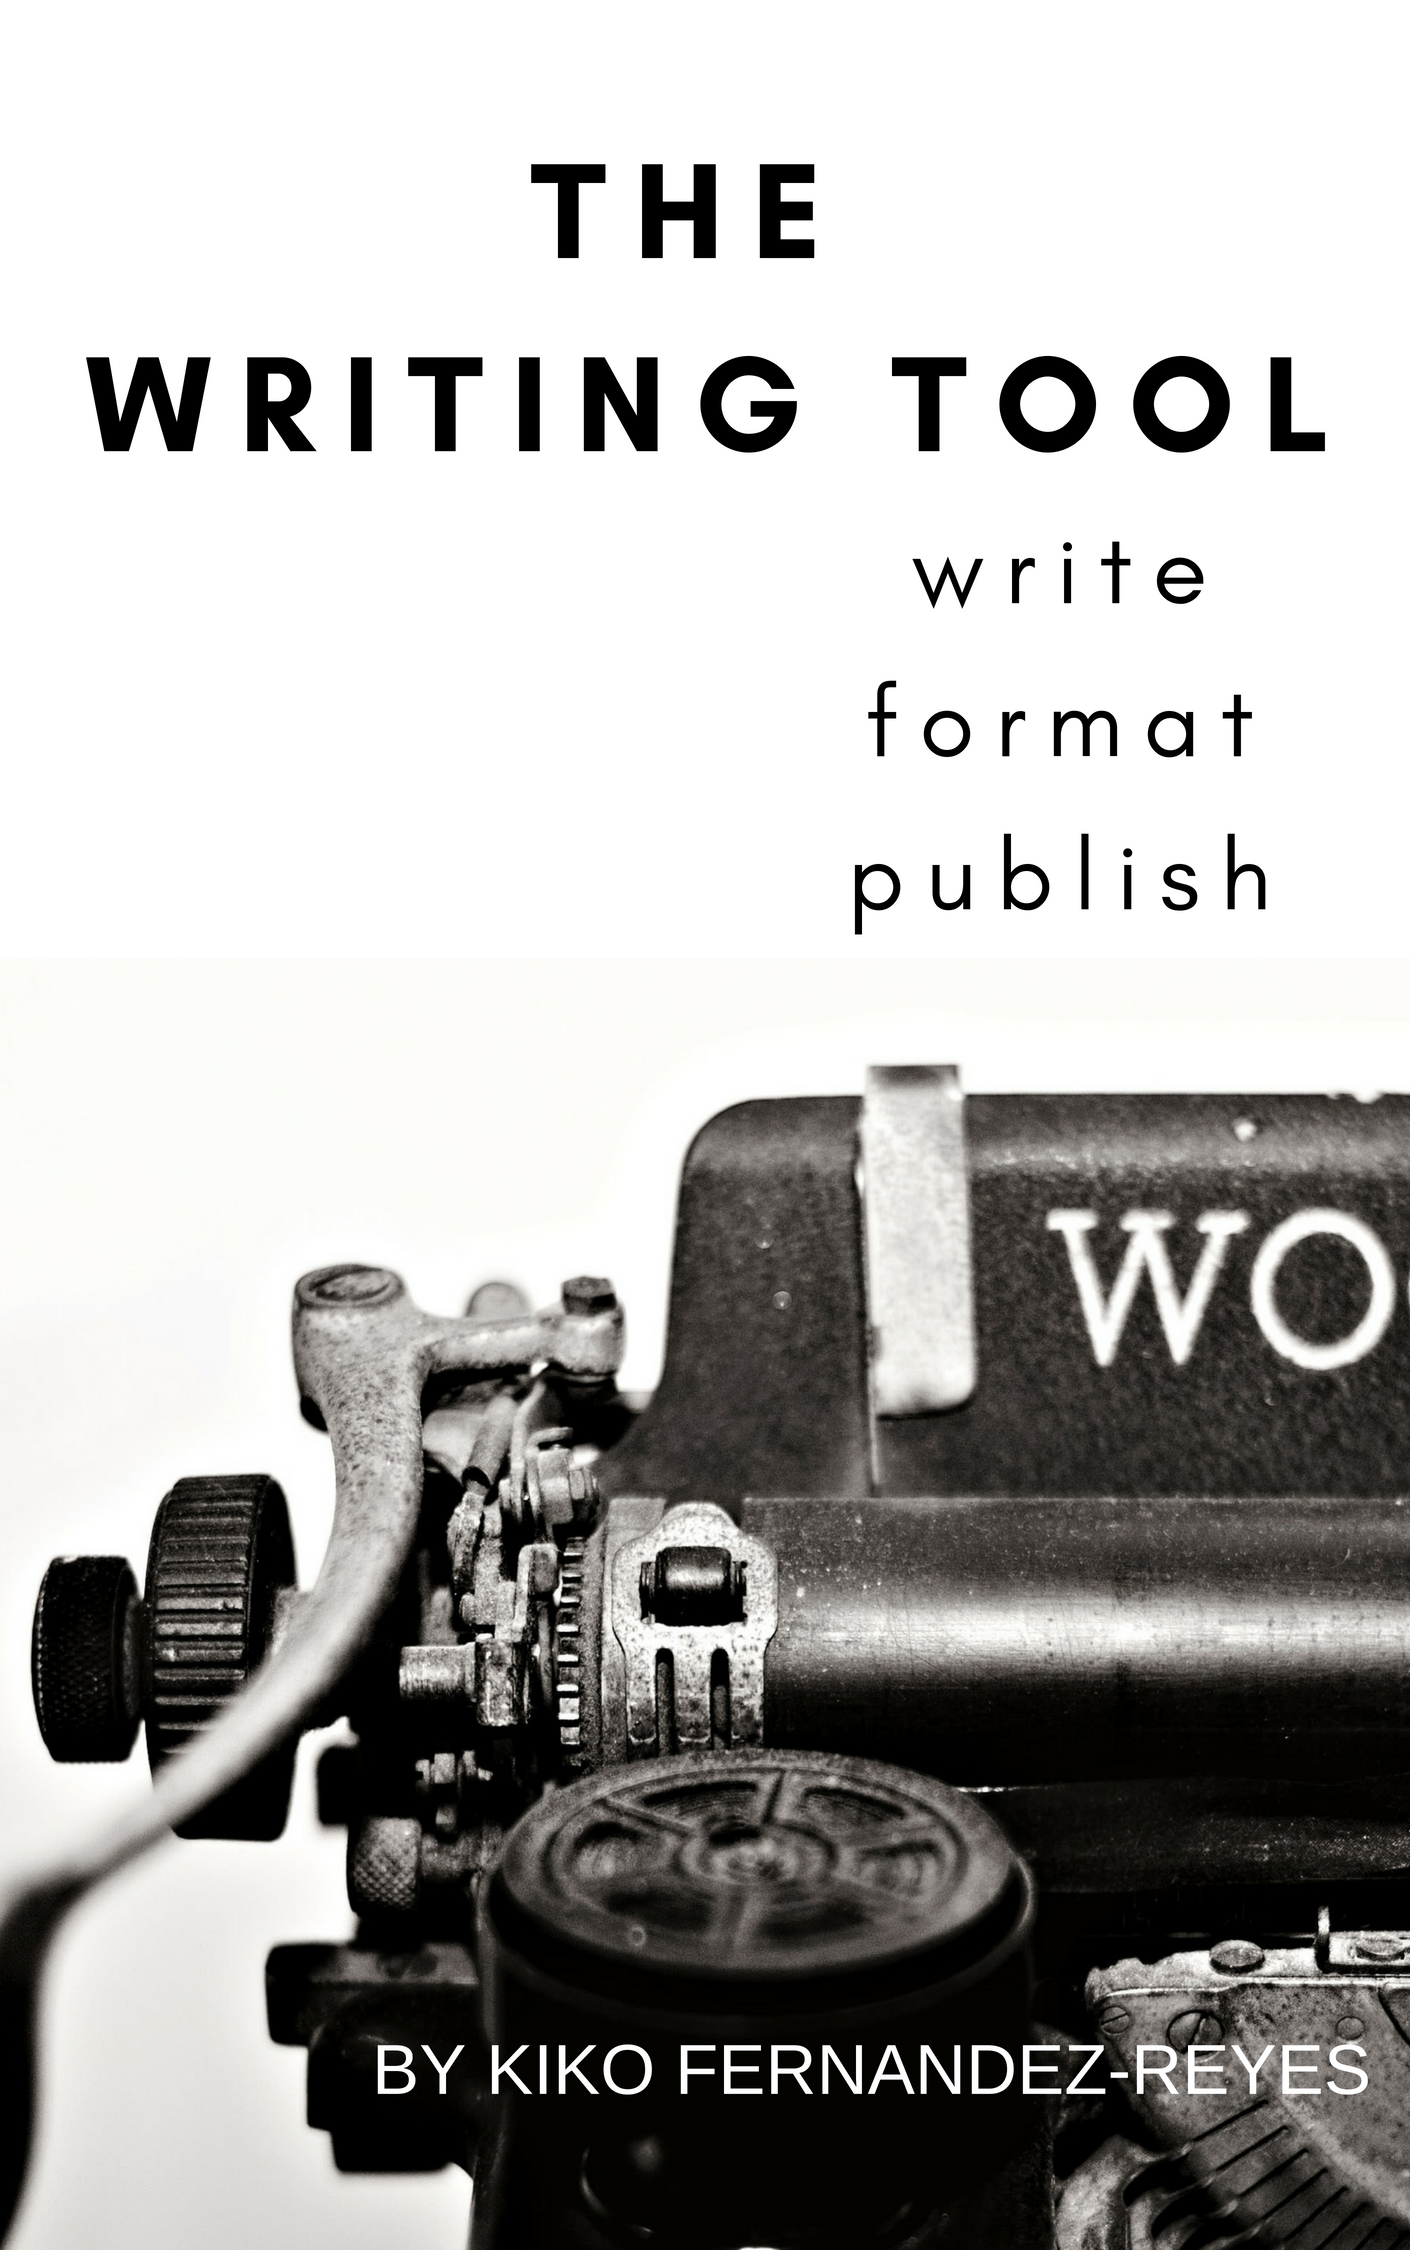 THE
WRITING TOOL
write
format
publish
WO
BY KIKO FERNANDEZ-REYES